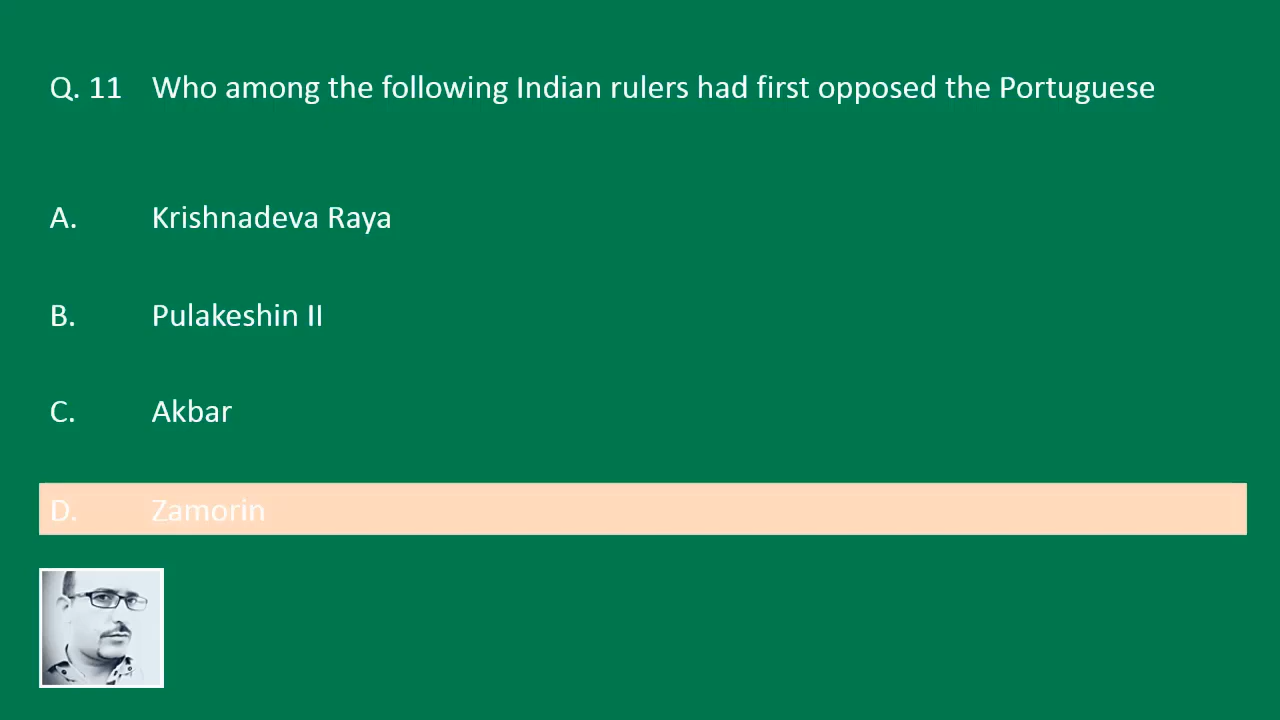 Q. 11 Who among the following Indian rulers had first opposed the Portuguese
A. Krishnadeva Raya
B. Pulakeshin II
C. Akbar
D. Zamorin